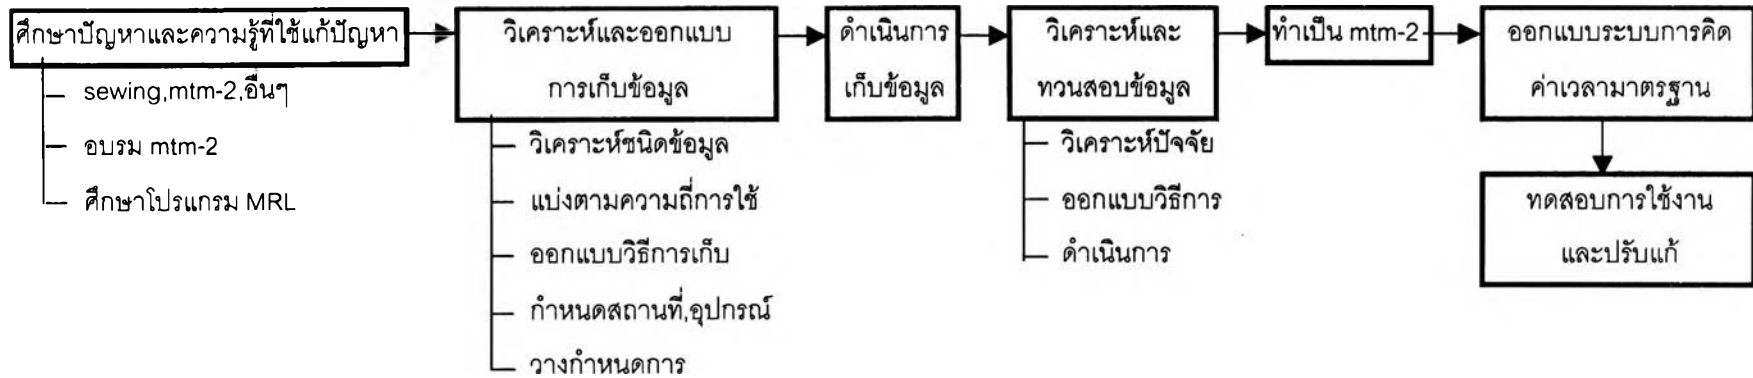 ศึกษาปัญหาและความรู้ที่ใช้แก้ปัญหา
sewing,mtm-2,อื่นๆ
อบรม mtm-2
ศึกษาโปรแกรม MRL
วิเคราะห์และออกแบบ
การเก็บข้อมูล
วิเคราะห์ชนิดข้อมูล
แบ่งตามความถี่การใช้
ออกแบบวิธีการเก็บ
กำหนดสถานที่,อุปกรณ์
วางกำหนดการ
ดำเนินการ
เก็บข้อมูล
วิเคราะห์และ
ทวนสอบข้อมูล
วิเคราะห์ปัจจัย
ออกแบบวิธีการ
ดำเนินการ
ทำเป็น mtm-2
ออกแบบระบบการคิด
ค่าเวลามาตรฐาน
ทดสอบการใช้งาน
และปรับแก้